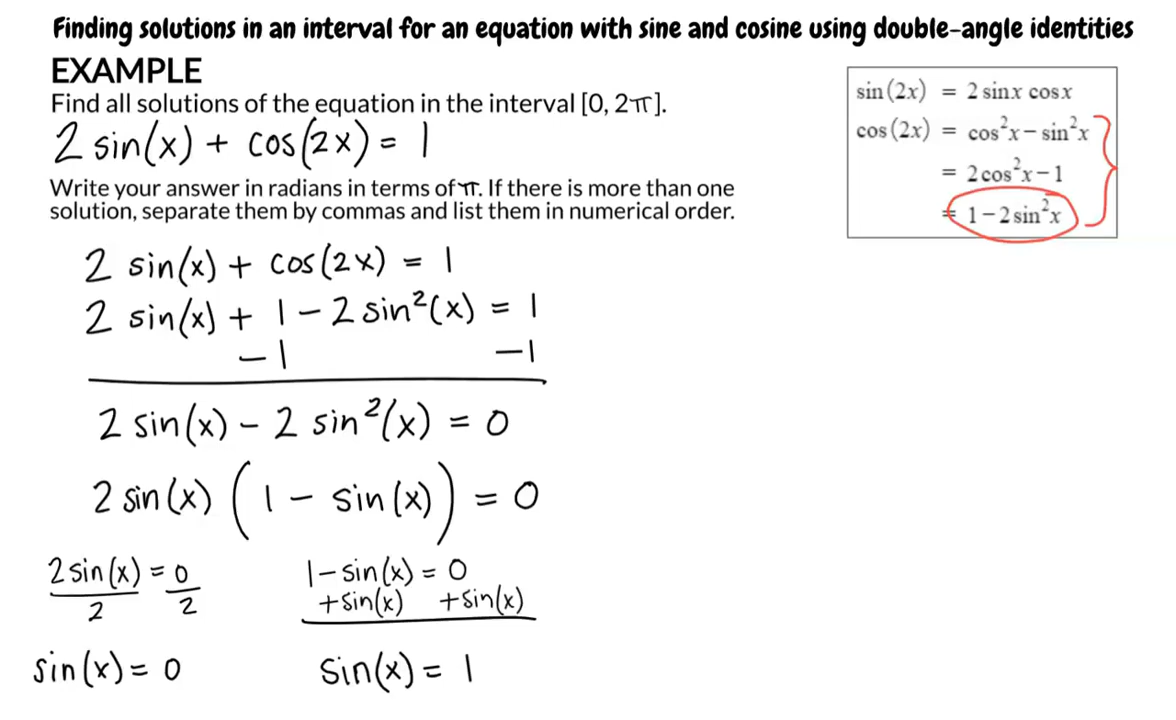 Finding solutions in an interval for an equation with sine and cosine using double-angle identities
EXAMPLE
Find all solutions of the equation in the interval [0, 2π].
2 sin(x) + cos(2x) = 1
Write your answer in radians in terms of π. If there is more than one
solution, separate them by commas and list them in numerical order.
sin(2x) = 2 sinx cosx
cos(2x) = cos²x − sin²x
= 2cos²x − 1
= 1 − 2 sin²x
2 sin(x) + cos(2x) = 1
2 sin(x) + 1 − 2 sin²(x) = 1
−1 −1
2 sin(x) − 2 sin²(x) = 0
2 sin(x) (1 − sin(x)) = 0
2 sin(x) = 0
2 2
sin(x) = 0
1 − sin(x) = 0
+sin(x) +sin(x)
sin(x) = 1